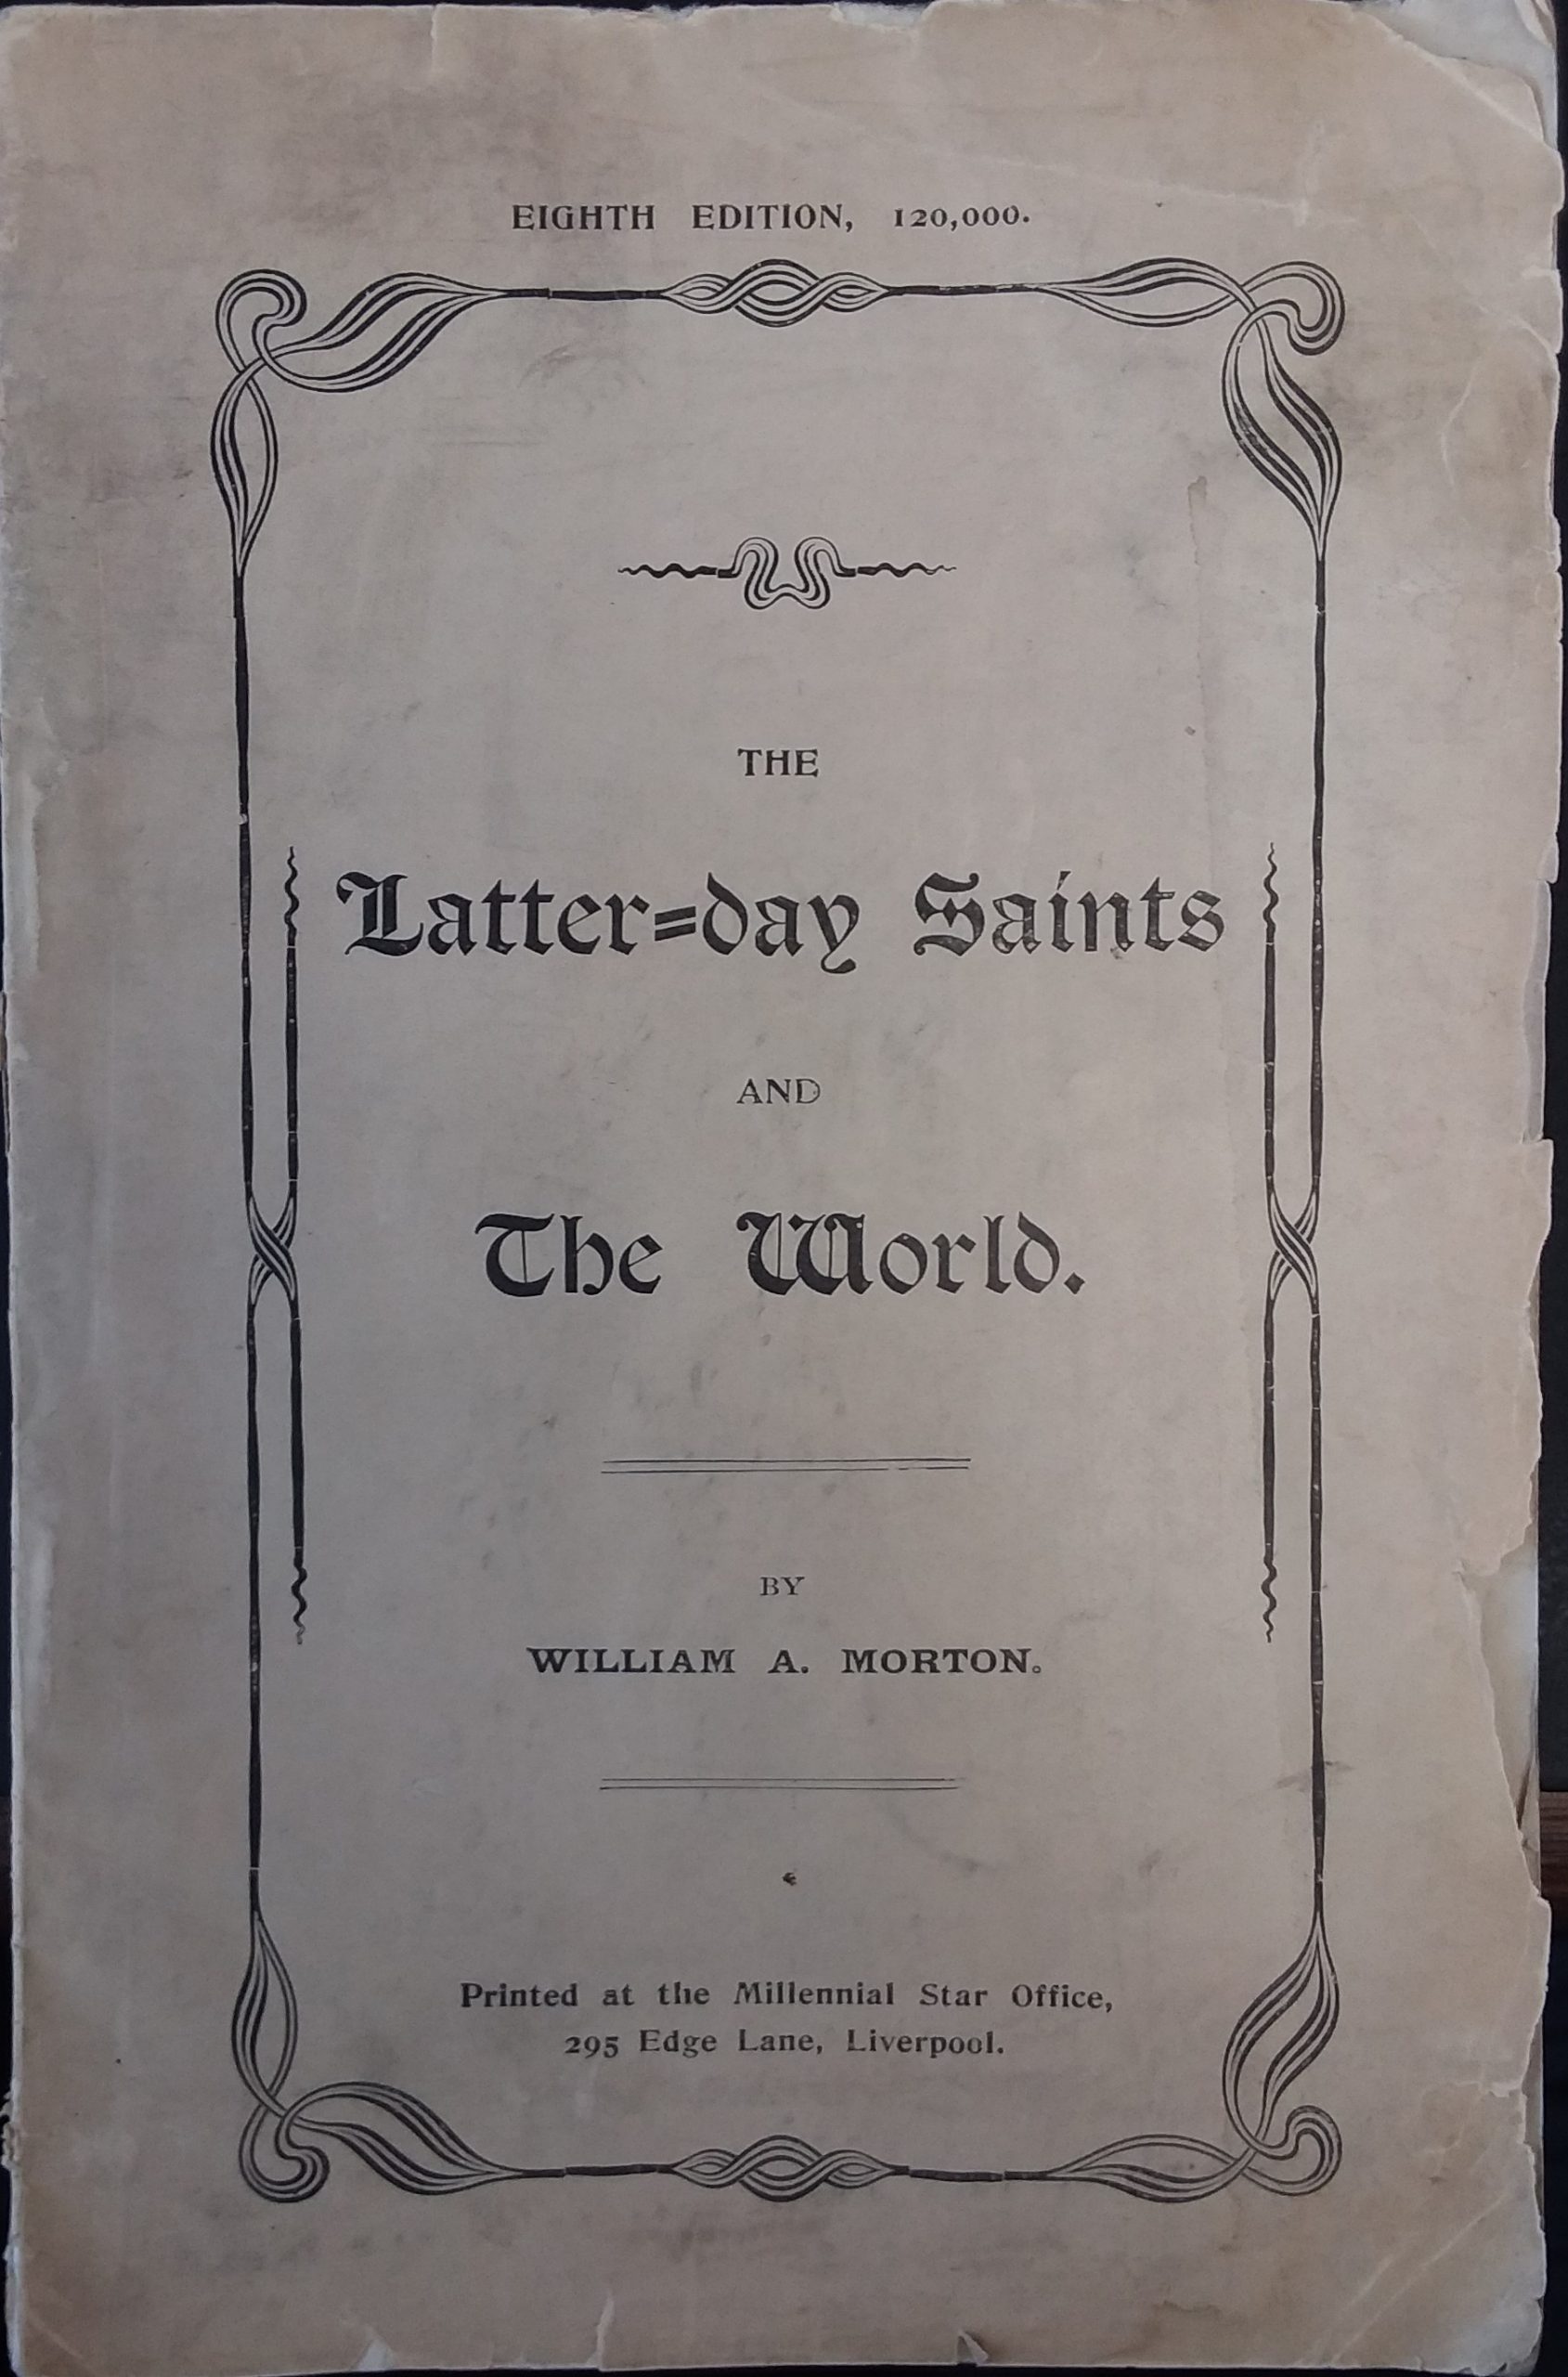 EIGHTH EDITION, 120,000.
THE
Latter=day Saints
AND
The World.
BY
WILLIAM A. MORTON.
Printed at the Millennial Star Office,
295 Edge Lane, Liverpool.